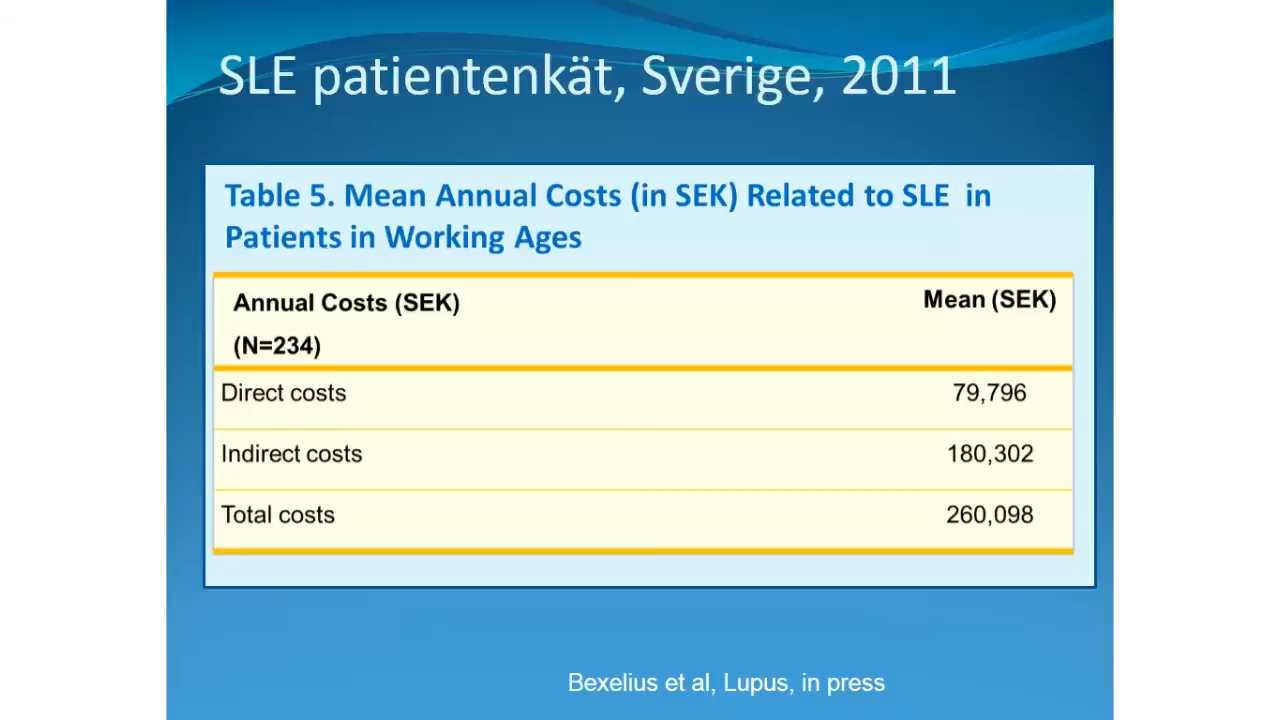 SLE patientenkät, Sverige, 2011
Table 5. Mean Annual Costs (in SEK) Related to SLE in
Patients in Working Ages
Annual Costs (SEK) Mean (SEK)
(N=234)
Direct costs 79,796
Indirect costs 180,302
Total costs 260,098
Bexelius et al, Lupus, in press